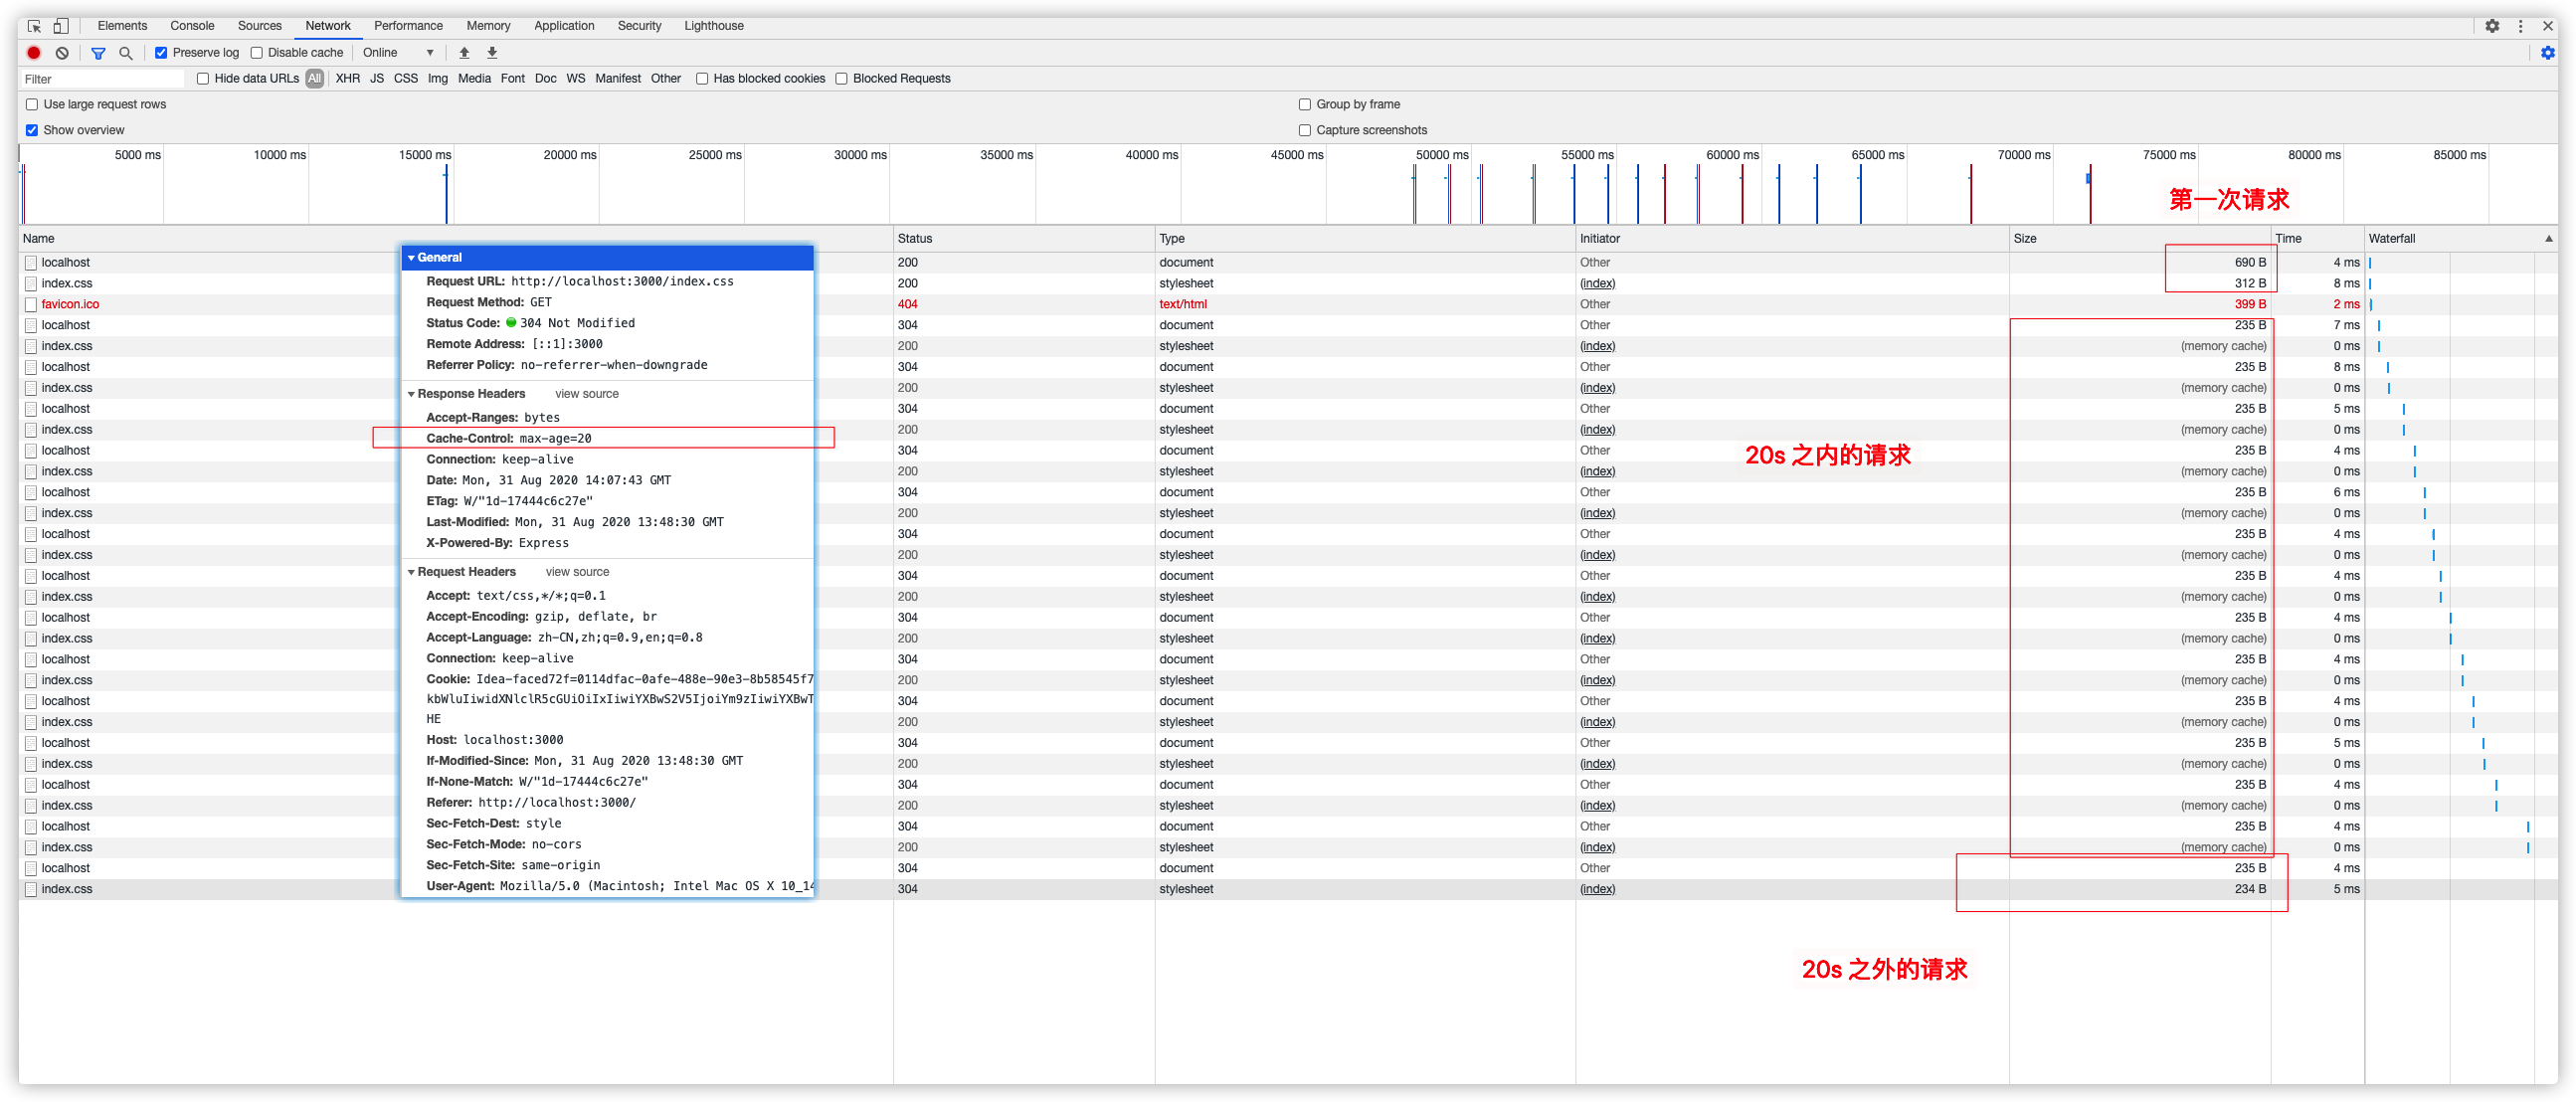 Elements Console Sources Network Performance Memory Application Security Lighthouse
Preserve log Disable cache Online
Filter Hide data URLs All XHR JS CSS Img Media Font Doc WS Manifest Other Has blocked cookies Blocked Requests
Use large request rows Group by frame
Show overview Capture screenshots
5000 ms 10000 ms 15000 ms 20000 ms 25000 ms 30000 ms 35000 ms 40000 ms 45000 ms 50000 ms 55000 ms 60000 ms 65000 ms 70000 ms 75000 ms 80000 ms 85000 ms
第一次请求
Name Status Type Initiator Size Time Waterfall
localhost 200 document Other 690 B 4 ms
index.css 200 stylesheet (index) 312 B 8 ms
favicon.ico 404 text/html Other 399 B 2 ms
localhost 304 document Other 235 B 7 ms
index.css 200 stylesheet (index) (memory cache) 0 ms
localhost 304 document Other 235 B 8 ms
index.css 200 stylesheet (index) (memory cache) 0 ms
localhost 304 document Other 235 B 5 ms
index.css 200 stylesheet (index) (memory cache) 0 ms
localhost 304 document Other 235 B 4 ms
index.css 200 stylesheet (index) (memory cache) 0 ms
localhost 304 document Other 235 B 6 ms
index.css 200 stylesheet (index) (memory cache) 0 ms
localhost 304 document Other 235 B 4 ms
index.css 200 stylesheet (index) (memory cache) 0 ms
localhost 304 document Other 235 B 4 ms
index.css 200 stylesheet (index) (memory cache) 0 ms
localhost 304 document Other 235 B 4 ms
index.css 200 stylesheet (index) (memory cache) 0 ms
localhost 304 document Other 235 B 4 ms
index.css 200 stylesheet (index) (memory cache) 0 ms
localhost 304 document Other 235 B 4 ms
index.css 200 stylesheet (index) (memory cache) 0 ms
localhost 304 document Other 235 B 5 ms
index.css 200 stylesheet (index) (memory cache) 0 ms
localhost 304 document Other 235 B 4 ms
index.css 200 stylesheet (index) (memory cache) 0 ms
localhost 304 document Other 235 B 4 ms
index.css 200 stylesheet (index) (memory cache) 0 ms
localhost 304 document Other 235 B 4 ms
index.css 304 stylesheet (index) 234 B 5 ms
General
Request URL: http://localhost:3000/index.css
Request Method: GET
Status Code: 304 Not Modified
Remote Address: [::1]:3000
Referrer Policy: no-referrer-when-downgrade
Response Headers view source
Accept-Ranges: bytes
Cache-Control: max-age=20
Connection: keep-alive
Date: Mon, 31 Aug 2020 14:07:43 GMT
ETag: W/"1d-17444c6c27e"
Last-Modified: Mon, 31 Aug 2020 13:48:30 GMT
X-Powered-By: Express
Request Headers view source
Accept: text/css,*/*;q=0.1
Accept-Encoding: gzip, deflate, br
Accept-Language: zh-CN,zh;q=0.9,en;q=0.8
Connection: keep-alive
Cookie: Idea-faced72f=0114dfac-0afe-488e-90e3-8b58545f7
kbWluIiwidXNlclR5cGUiOiIxIiwiYXBwS2V5IjoiYm9zIiwiYXBwT
HE
Host: localhost:3000
If-Modified-Since: Mon, 31 Aug 2020 13:48:30 GMT
If-None-Match: W/"1d-17444c6c27e"
Referer: http://localhost:3000/
Sec-Fetch-Dest: style
Sec-Fetch-Mode: no-cors
Sec-Fetch-Site: same-origin
User-Agent: Mozilla/5.0 (Macintosh; Intel Mac OS X 10_14
20s 之内的请求
20s 之外的请求